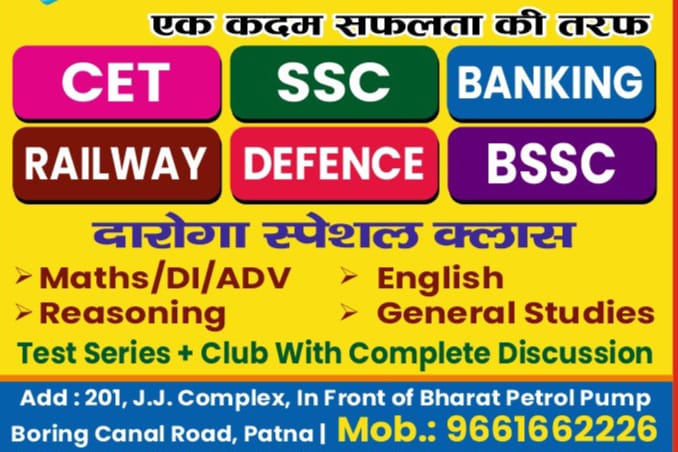 एक कदम सफलता की तरफ
CET SSC BANKING
RAILWAY DEFENCE BSSC
दारोगा स्पेशल क्लास
➢ Maths/DI/ADV ➢ English
➢ Reasoning ➢ General Studies
Test Series + Club With Complete Discussion
Add : 201, J.J. Complex, In Front of Bharat Petrol Pump
Boring Canal Road, Patna | Mob.: 9661662226